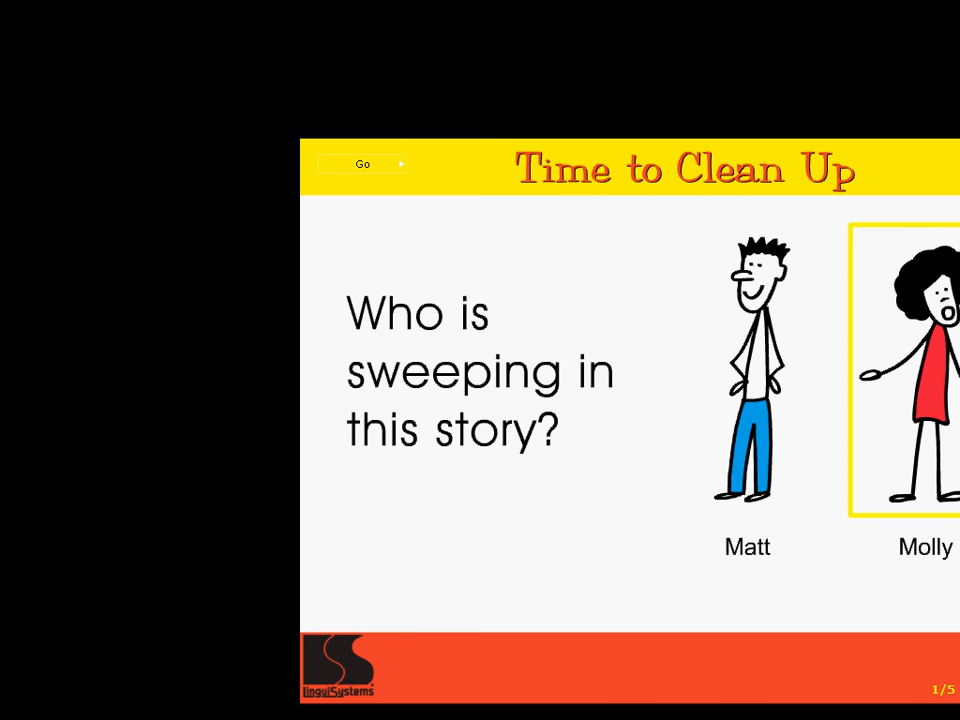 Go
Time to Clean Up
Who is
sweeping in
this story?
Matt
Molly
LinguiSystems
1/5